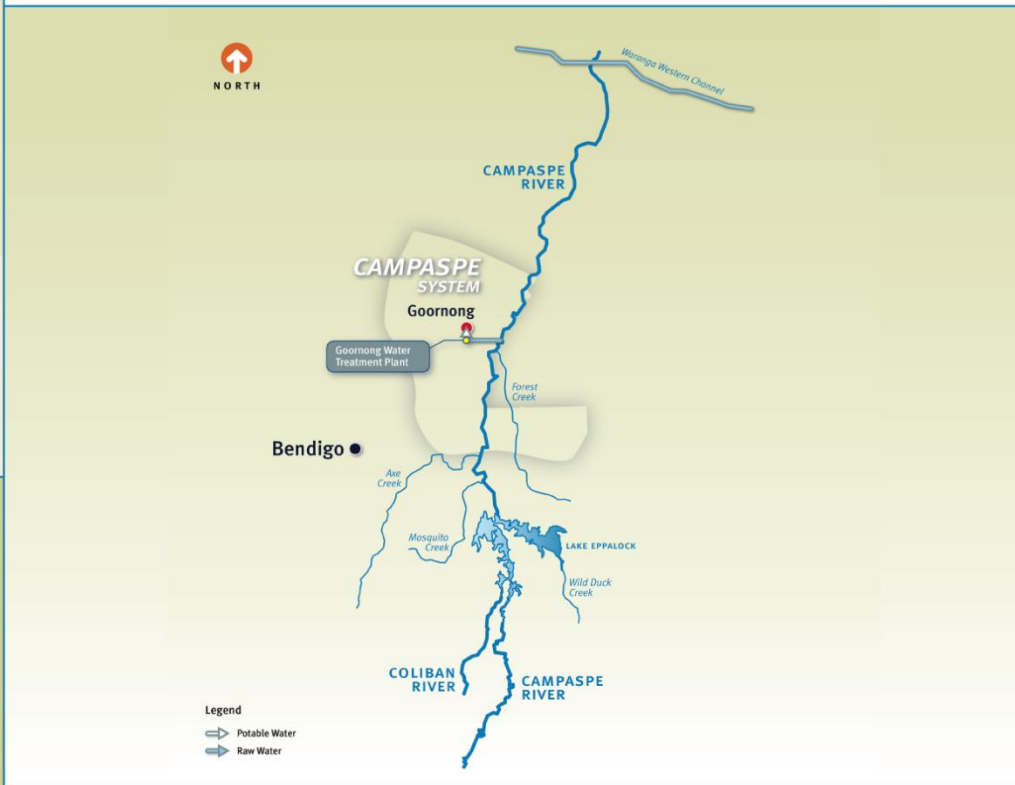 NORTH
Waranga Western Channel
CAMPASPE
RIVER
CAMPASPE
SYSTEM
Goornong
Goornong Water
Treatment Plant
Forest
Creek
Bendigo
Axe
Creek
Mosquito
Creek
LAKE EPPALOCK
Wild Duck
Creek
COLIBAN
RIVER
CAMPASPE
RIVER
Legend
Potable Water
Raw Water